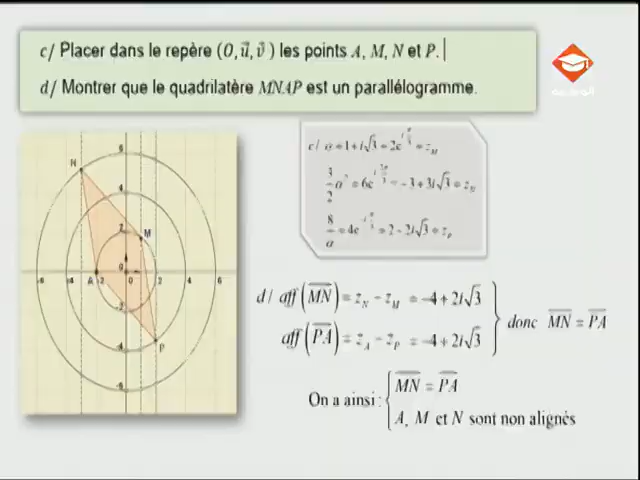 c/ Placer dans le repère (O, u⃗, v⃗) les points A, M, N et P.
d/ Montrer que le quadrilatère MNAP est un parallélogramme.
c/ α = 1 + i√3 = 2e^{iπ/3} = z_M
3/2 α² = 6e^{i2π/3} = −3 + 3i√3 = z_N
8/α = 4e^{-iπ/3} = 2 − 2i√3 = z_P
N
6
4
M
2
A
-6 -4 -2 0 2 4 6
-2
P
-4
-6
d/ aff(MN) = z_N − z_M = −4 + 2i√3
aff(PA) = z_A − z_P = −4 + 2i√3
donc MN = PA
On a ainsi :
MN = PA
A, M et N sont non alignés